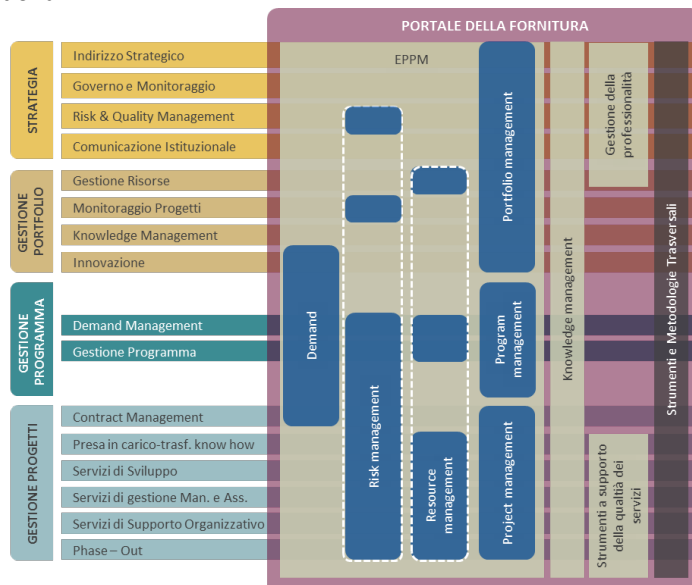 PORTALE DELLA FORNITURA
STRATEGIA
Indirizzo Strategico
Governo e Monitoraggio
Risk & Quality Management
Comunicazione Istituzionale
GESTIONE
PORTFOLIO
Gestione Risorse
Monitoraggio Progetti
Knowledge Management
Innovazione
GESTIONE
PROGRAMMA
Demand Management
Gestione Programma
GESTIONE PROGETTI
Contract Management
Presa in carico-trasf. know how
Servizi di Sviluppo
Servizi di gestione Man. e Ass.
Servizi di Supporto Organizzativo
Phase – Out
EPPM
Demand
Risk management
Resource
management
Portfolio management
Program
management
Project management
Knowledge management
Gestione della
professionalità
Strumenti a supporto
della qualtià dei
servizi
Strumenti e Metodologie Trasversali